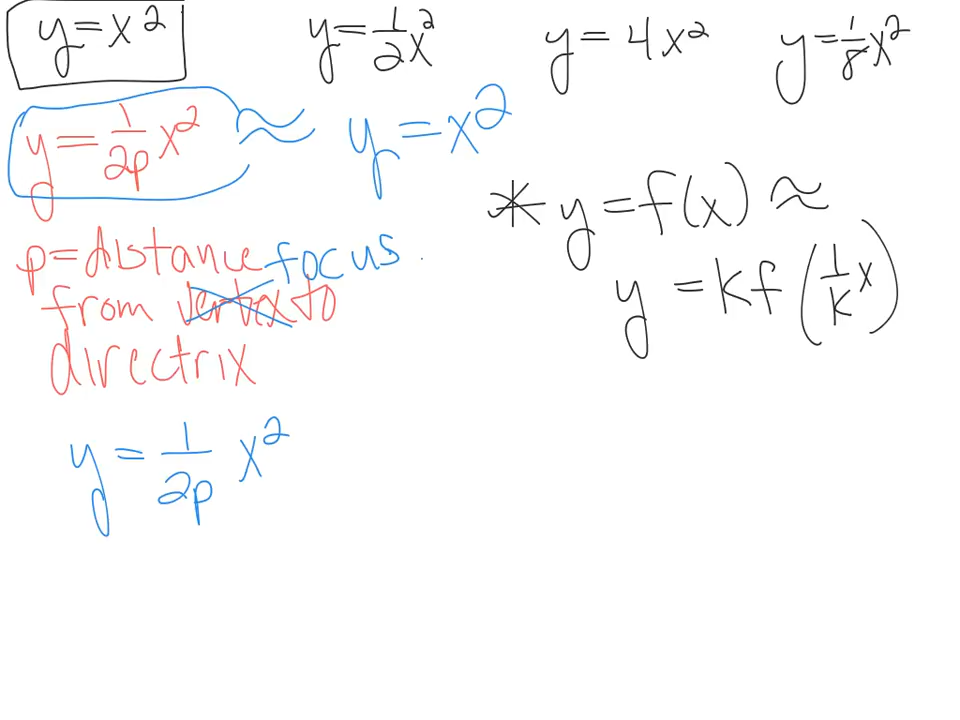 y = x²   y = 1/2 x²   y = 4x²   y = 1/8 x²
y = 1/2p x² ≈ y = x²
* y = f(x) ≈
y = kf(1/k x)
p = distance focus
from vertex to
directrix
y = 1/2p x²